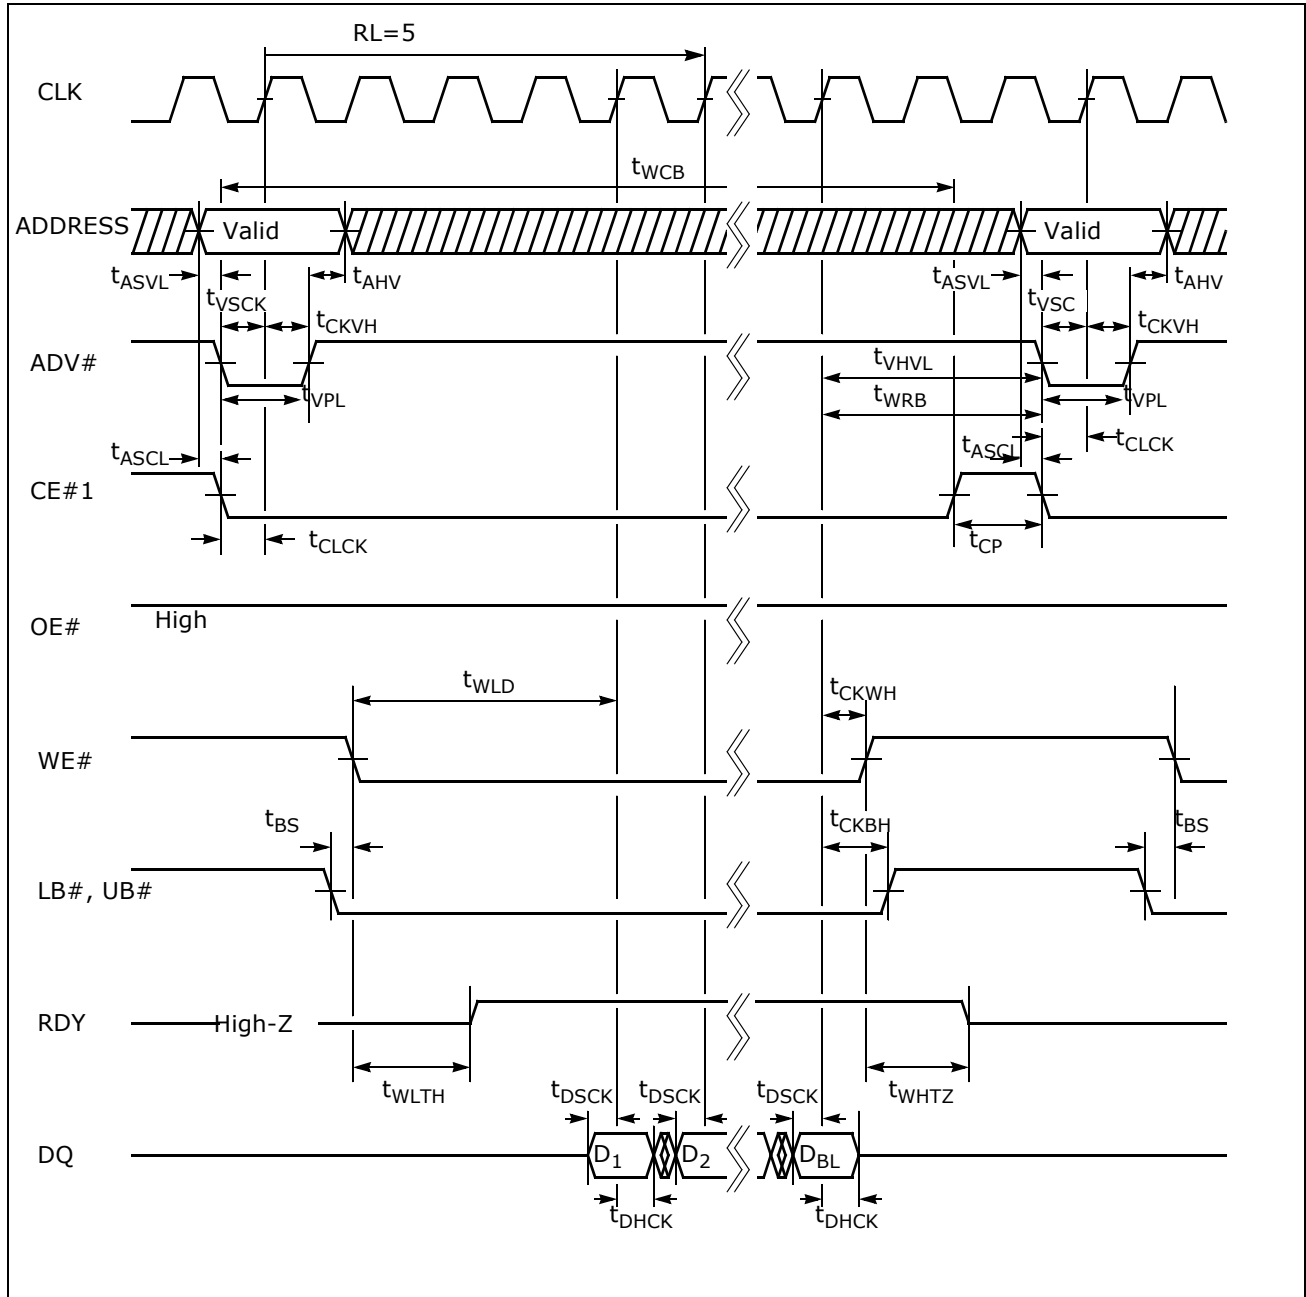 RL=5
CLK
tWCB
ADDRESS
Valid
Valid
tASVL
tAHV
tASVL
tAHV
tVSCK
tVSC
tCKVH
tCKVH
ADV#
tVHVL
tVPL
tVPL
tWRB
tASCL
tASCL
tCLCK
CE#1
tCLCK
tCP
OE#
High
tWLD
tCKWH
WE#
tBS
tCKBH
tBS
LB#, UB#
RDY
High-Z
tWLTH
tDSCK
tDSCK
tDSCK
tWHTZ
DQ
D1
D2
DBL
tDHCK
tDHCK